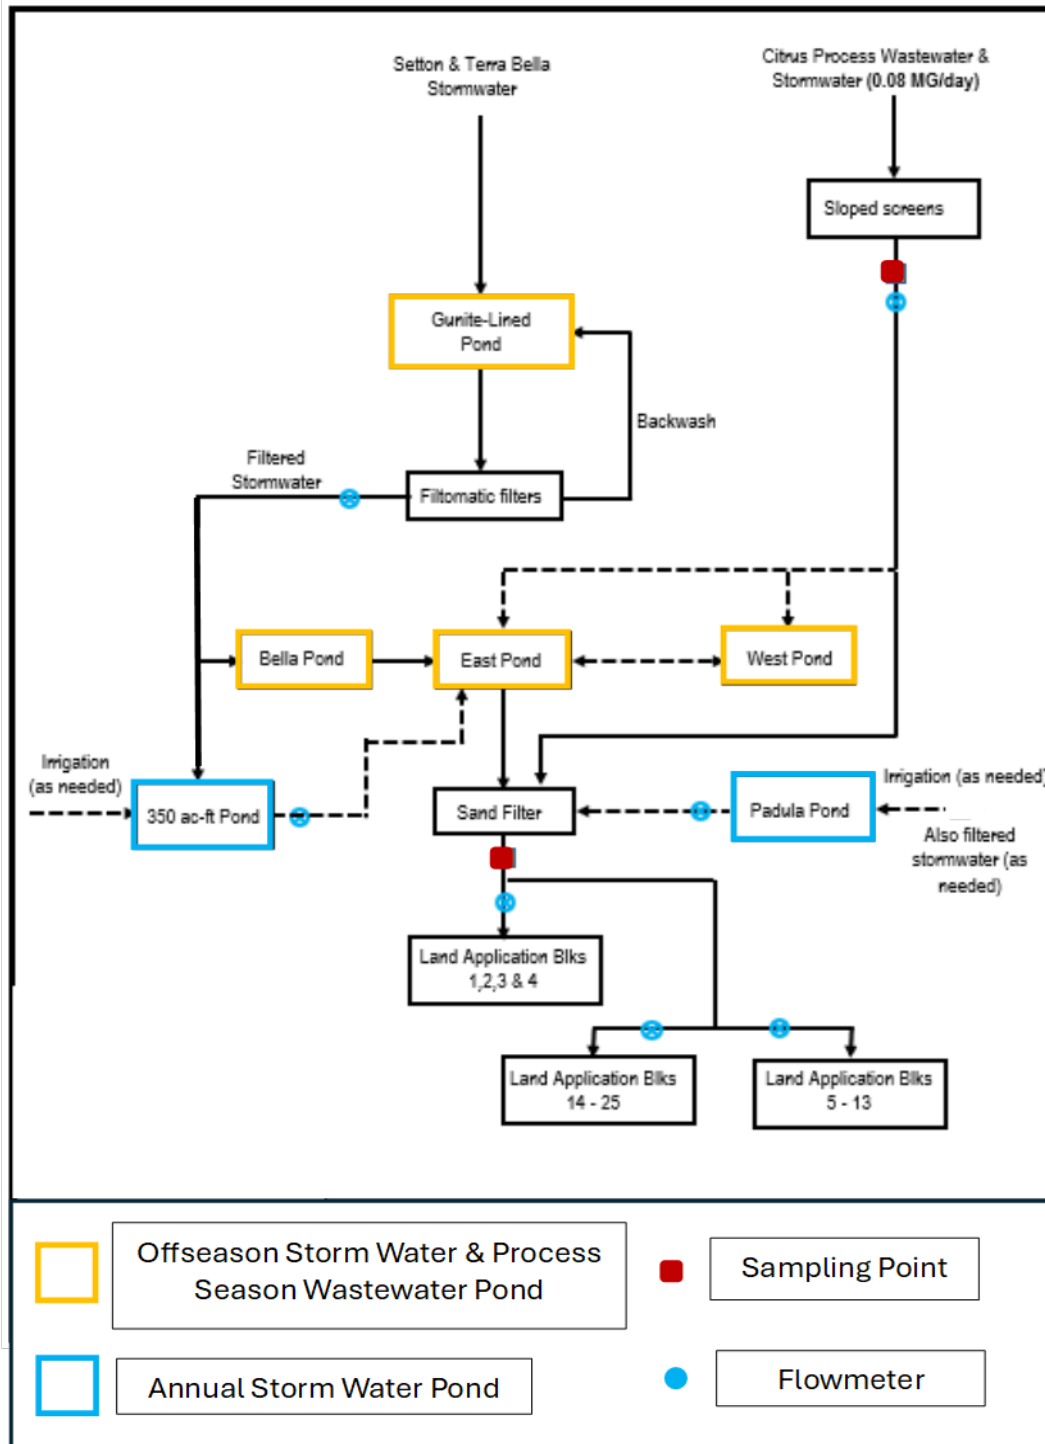 Setton & Terra Bella
Stormwater
Citrus Process Wastewater &
Stormwater (0.08 MG/day)
Sloped screens
Gunite-Lined
Pond
Backwash
Filtered
Stormwater
Filtomatic filters
Bella Pond
East Pond
West Pond
Irrigation
(as needed)
350 ac-ft Pond
Sand Filter
Padula Pond
Irrigation (as needed)
Also filtered
stormwater (as
needed)
Land Application Blks
1,2,3 & 4
Land Application Blks
14 - 25
Land Application Blks
5 - 13
Offseason Storm Water & Process
Season Wastewater Pond
Sampling Point
Annual Storm Water Pond
Flowmeter